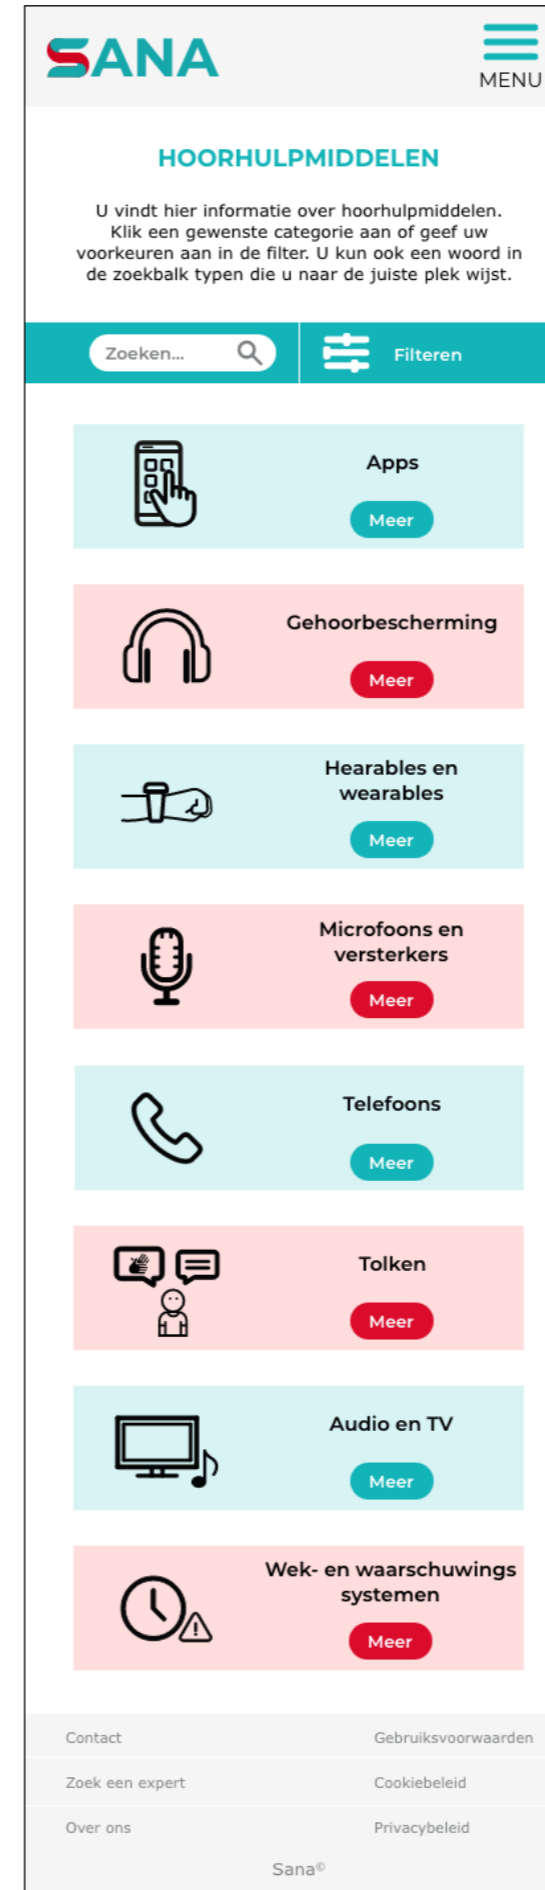 SANA
MENU
HOORHULPMIDDELEN
U vindt hier informatie over hoorhulpmiddelen.
Klik een gewenste categorie aan of geef uw
voorkeuren aan in de filter. U kun ook een woord in
de zoekbalk typen die u naar de juiste plek wijst.
Zoeken...
Filteren
Apps
Meer
Gehoorbescherming
Meer
Hearables en
wearables
Meer
Microfoons en
versterkers
Meer
Telefoons
Meer
Tolken
Meer
Audio en TV
Meer
Wek- en waarschuwings
systemen
Meer
Contact
Gebruiksvoorwaarden
Zoek een expert
Cookiebeleid
Over ons
Privacybeleid
Sana©